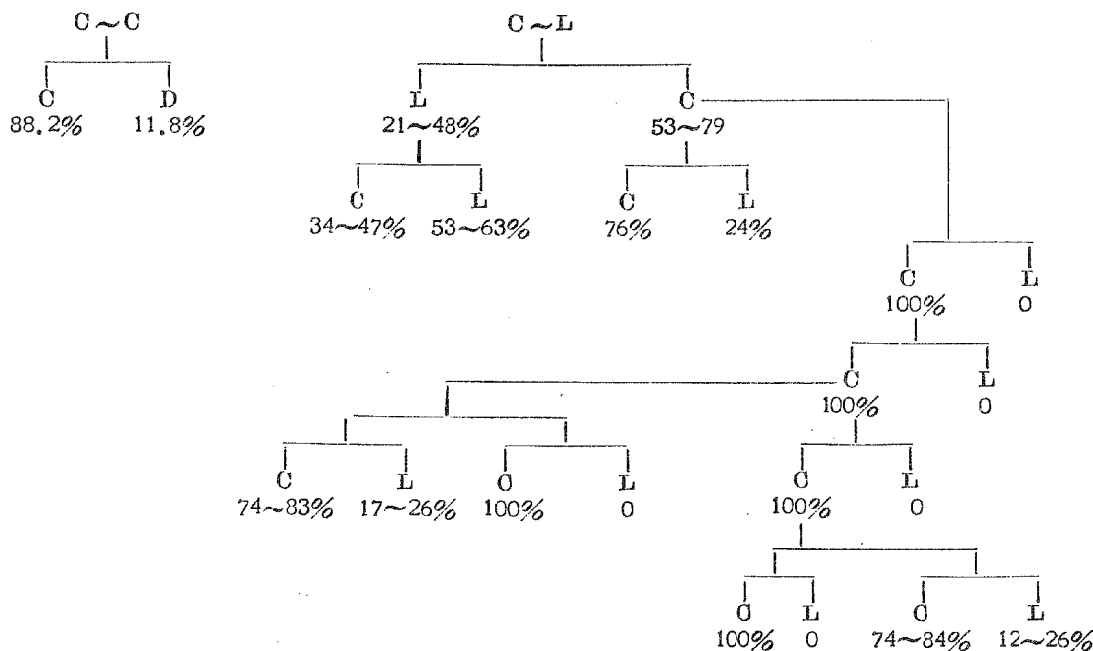 C~C C~L
C D L C
88.2% 11.8% 21~48% 53~79
C L C L
34~47% 53~63% 76% 24%
C L
100% 0
C L
100% 0
C L C L C L
74~83% 17~26% 100% 0 100% 0
C L C L
100% 0 74~84% 12~26%